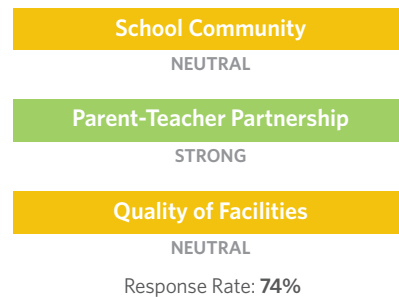 School Community
NEUTRAL
Parent-Teacher Partnership
STRONG
Quality of Facilities
NEUTRAL
Response Rate: 74%